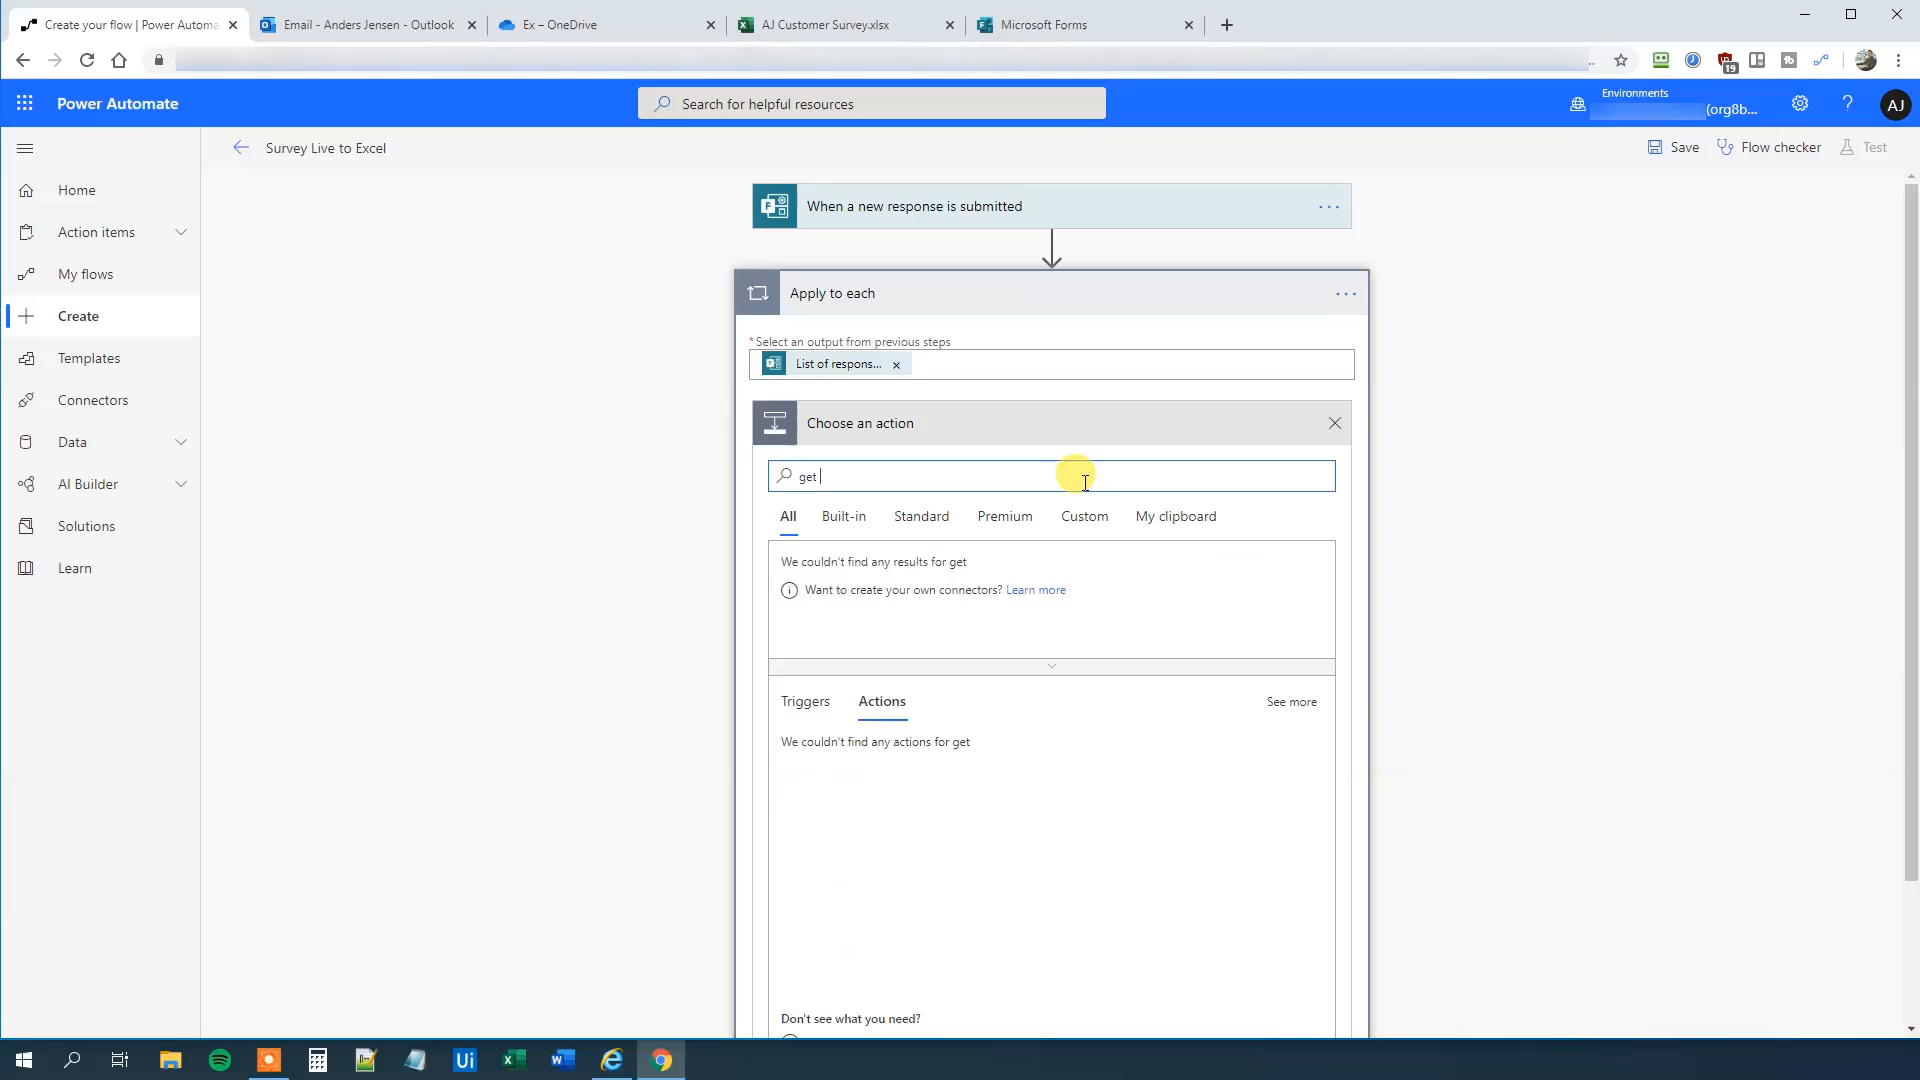 Create your flow | Power Automa
Email - Anders Jensen - Outlook
Ex – OneDrive
AJ Customer Survey.xlsx
Microsoft Forms
19
Power Automate
Search for helpful resources
Environments
(org8b...
?
AJ
Survey Live to Excel
Save
Flow checker
Test
Home
Action items
My flows
Create
Templates
Connectors
Data
AI Builder
Solutions
Learn
When a new response is submitted
Apply to each
* Select an output from previous steps
List of respons...
Choose an action
get
All
Built-in
Standard
Premium
Custom
My clipboard
We couldn't find any results for get
Want to create your own connectors? Learn more
Triggers
Actions
See more
We couldn't find any actions for get
Don't see what you need?